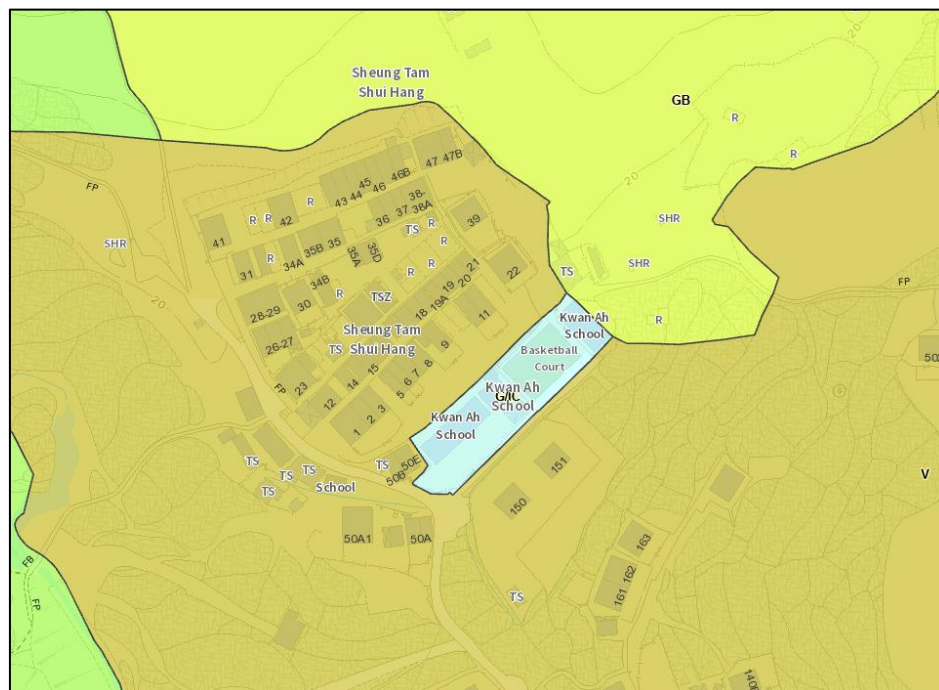 Sheung Tam
Shui Hang
GB
R
R
FP
47 47B
46B
45
46
44
43
38-
38A
37
36
R
42
R
R
41
SHR
SHR
39
TS
R
R
35
35B
34A
R
31
35A
35D
R
R
TS
SHR
20
20
20
21
22
20
19
19A
18
34B
R
30
TSZ
28-29
FP
11
Kwan Ah
School
R
Sheung Tam
Shui Hang
26-27
TS
9
8
7
6
5
15
14
12
23
FP
3
2
1
Basketball
Court
Kwan Ah
G/IC
School
Kwan Ah
School
TS
50E
50B
TS
TS
TS
TS
School
151
150
V
50A1
50A
163
162
161
TS
FB
FP